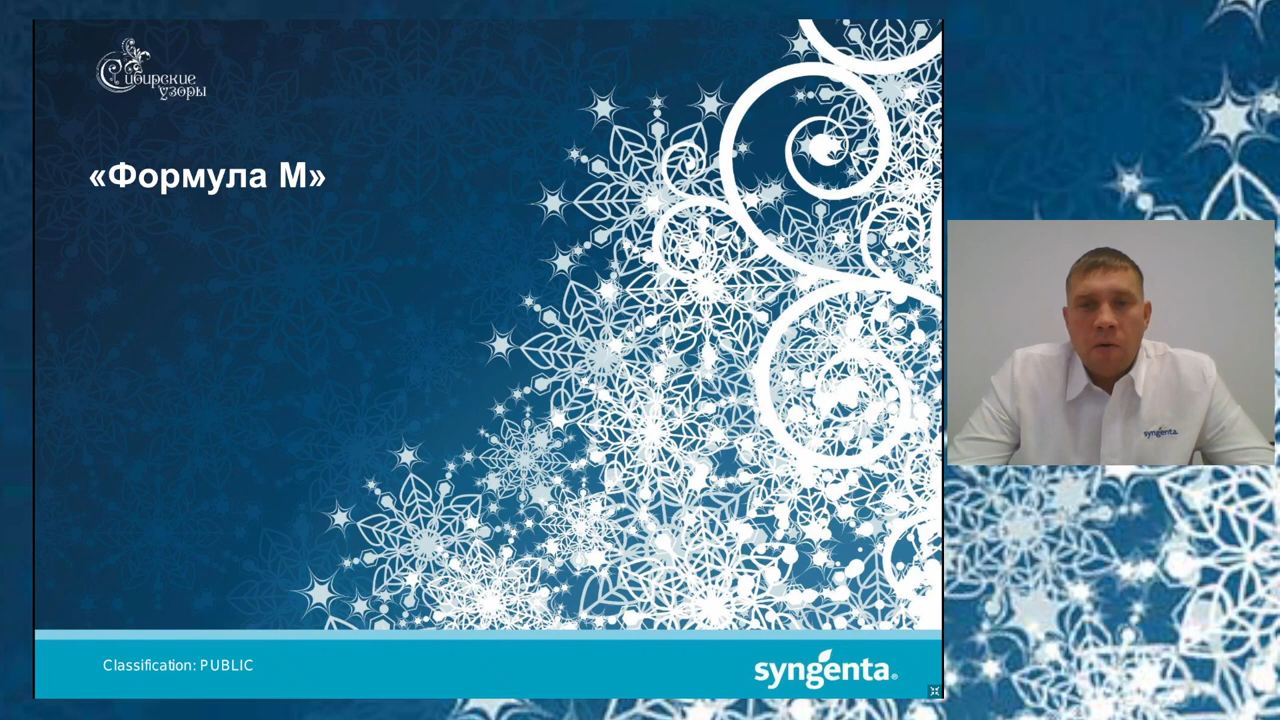 Сибирские
узоры
«Формула М»
syngenta
Classification: PUBLIC
syngenta®